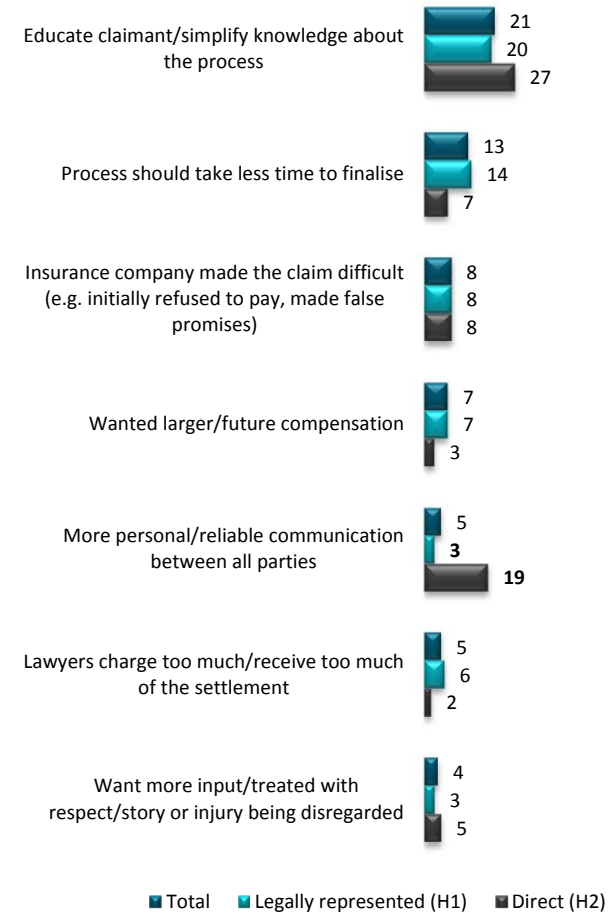 Educate claimant/simplify knowledge about
the process
21
20
27
Process should take less time to finalise
13
14
7
Insurance company made the claim difficult
(e.g. initially refused to pay, made false
promises)
8
8
8
Wanted larger/future compensation
7
7
3
More personal/reliable communication
between all parties
5
3
19
Lawyers charge too much/receive too much
of the settlement
5
6
2
Want more input/treated with
respect/story or injury being disregarded
4
3
5
Total Legally represented (H1) Direct (H2)